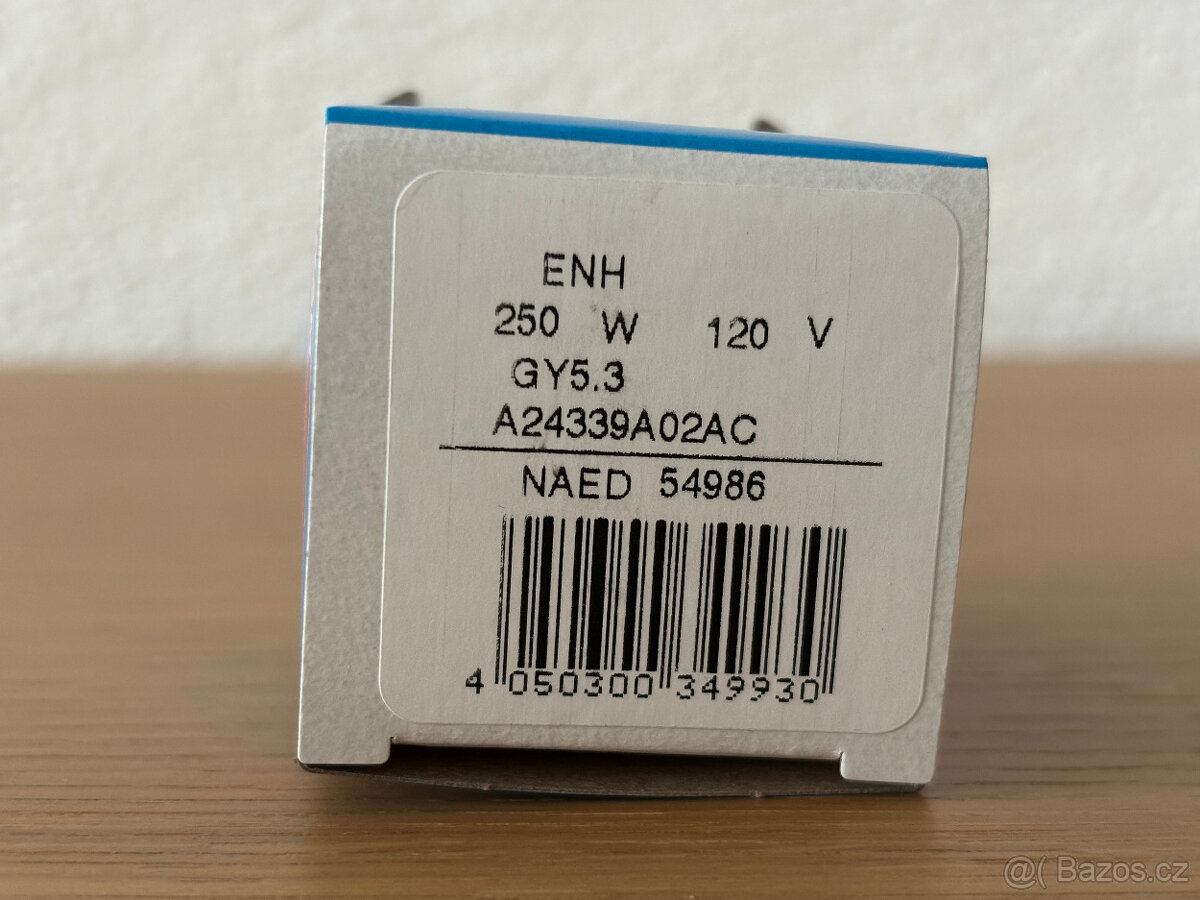 ENH
250 W 120 V
GY5.3
A24339A02AC
NAED 54986
4 050300 349930
@( Bazos.cz